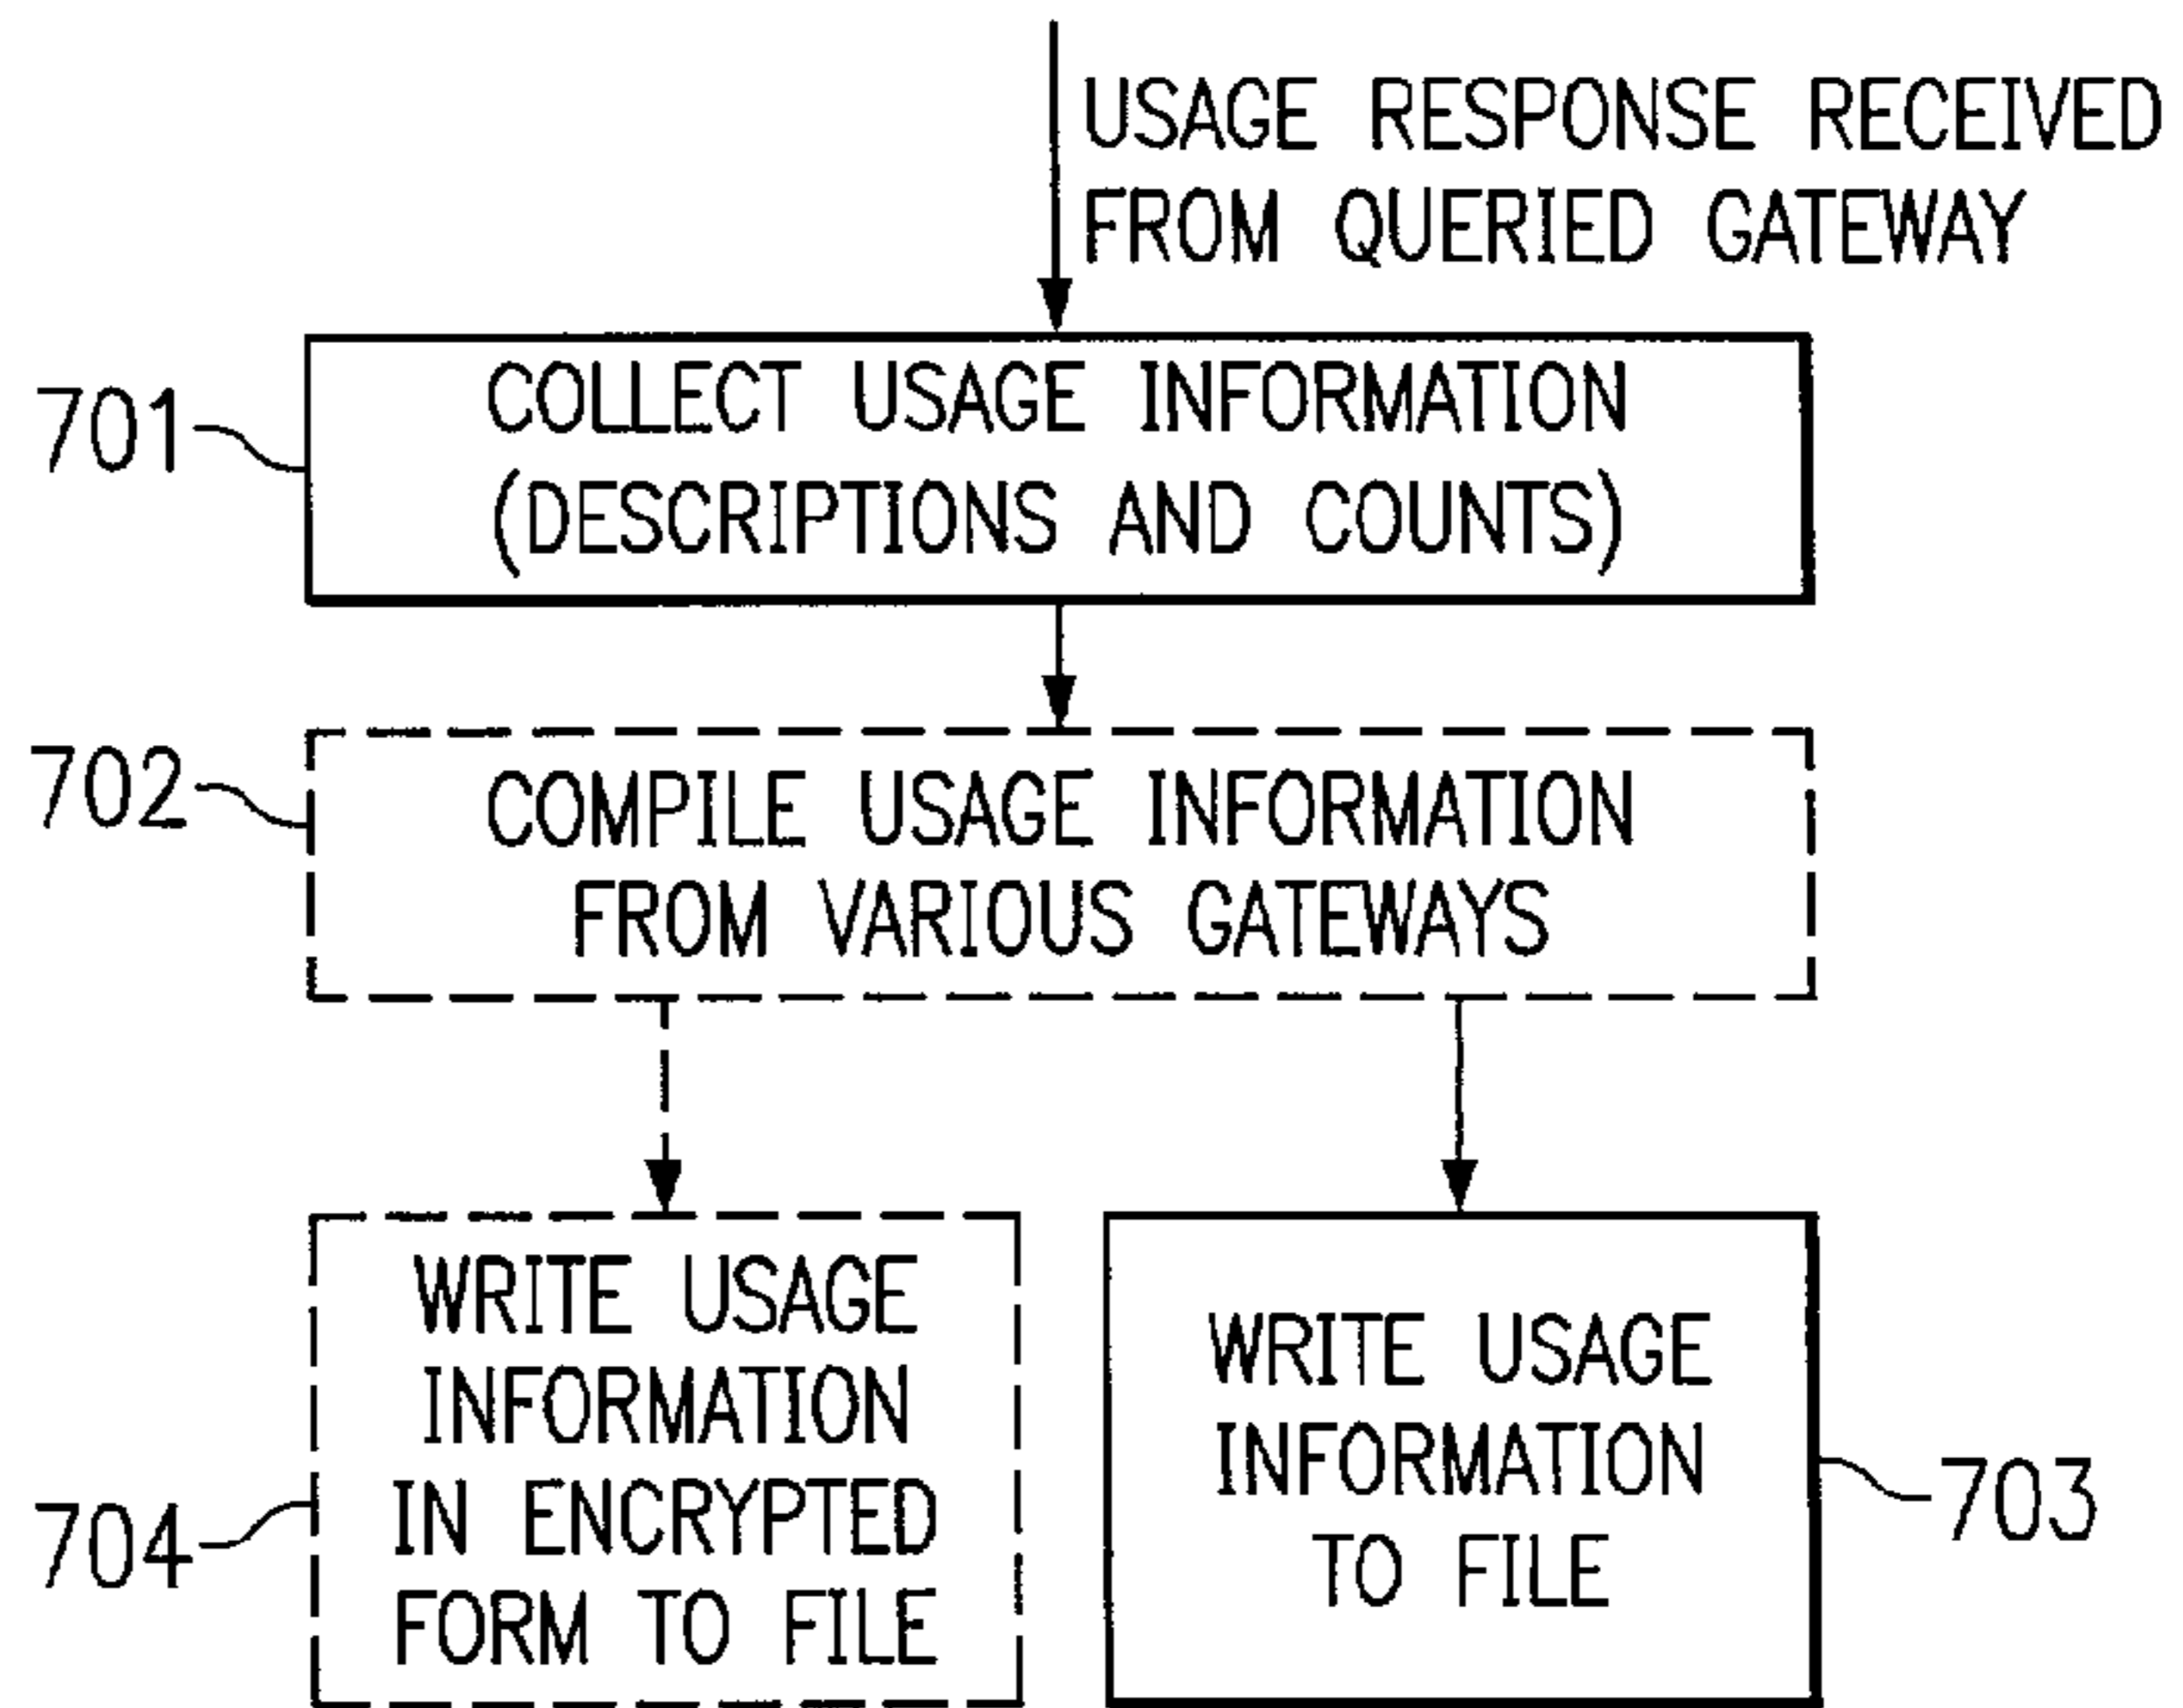 USAGE RESPONSE RECEIVED
FROM QUERIED GATEWAY
701
COLLECT USAGE INFORMATION
(DESCRIPTIONS AND COUNTS)
702
COMPILE USAGE INFORMATION
FROM VARIOUS GATEWAYS
704
WRITE USAGE
INFORMATION
IN ENCRYPTED
FORM TO FILE
WRITE USAGE
INFORMATION
TO FILE
703